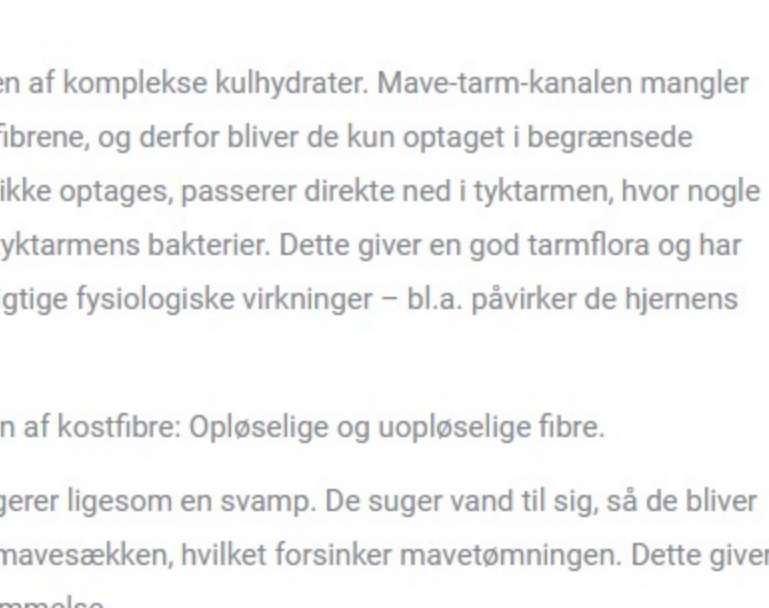 en af komplekse kulhydrater. Mave-tarm-kanalen mangler
fibrene, og derfor bliver de kun optaget i begrænsede
ikke optages, passerer direkte ned i tyktarmen, hvor nogle
yktarmens bakterier. Dette giver en god tarmflora og har
igtige fysiologiske virkninger – bl.a. påvirker de hjernens
n af kostfibre: Opløselige og uopløselige fibre.
gerer ligesom en svamp. De suger vand til sig, så de bliver
mavesækken, hvilket forsinker mavetømningen. Dette giver